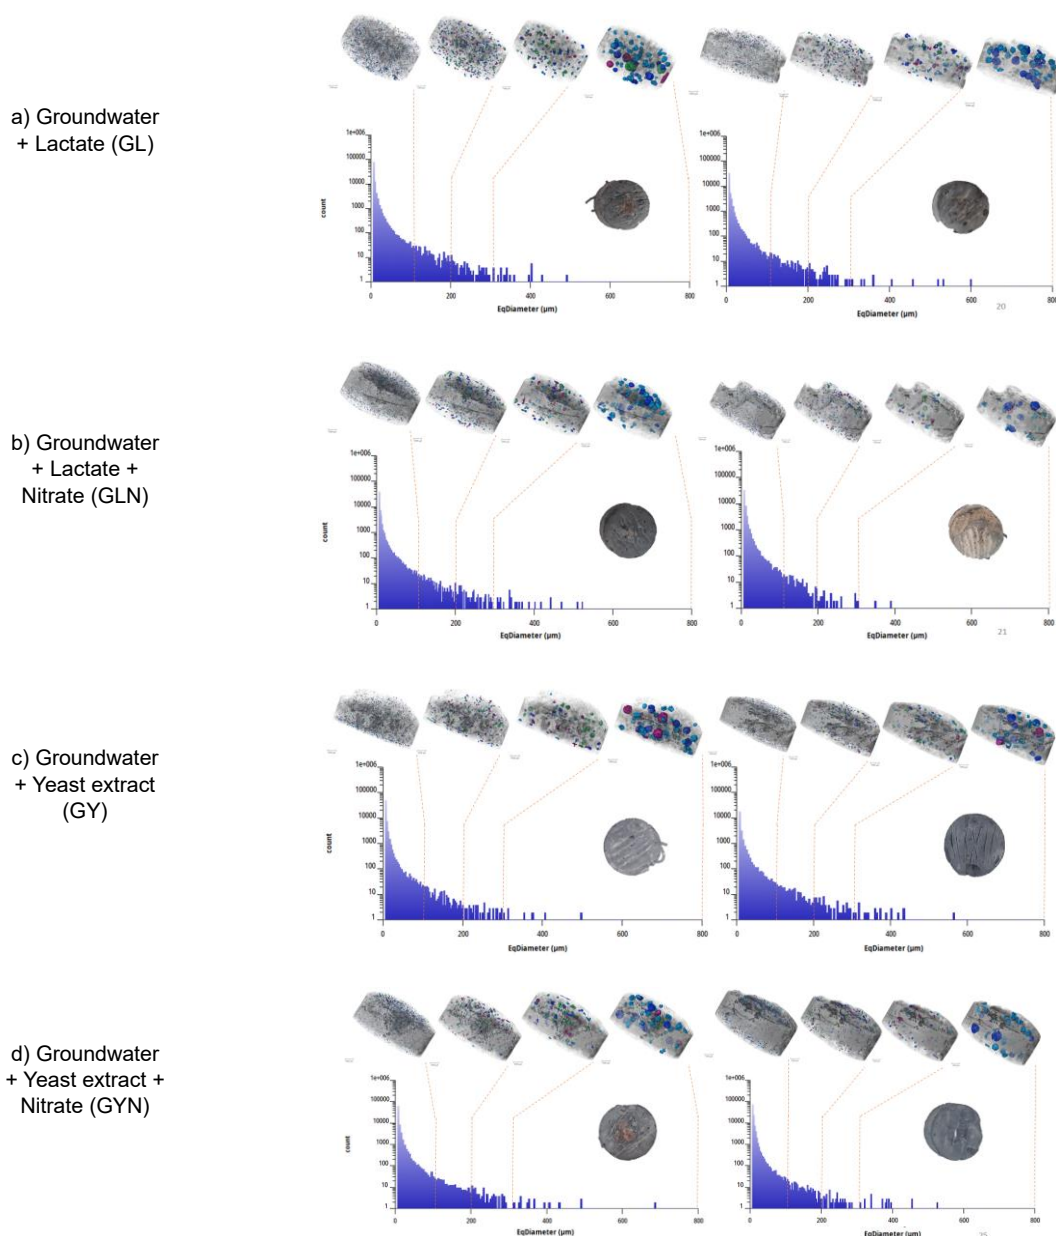 a) Groundwater
+ Lactate (GL)
1e+006
100000
10000
1000
100
10
1
count
0
200
400
600
800
EqDiameter (μm)
1e+006
100000
10000
1000
100
10
1
0
200
400
600
800
EqDiameter (μm)
20
b) Groundwater
+ Lactate +
Nitrate (GLN)
1e+006
100000
10000
1000
100
10
1
count
0
200
400
600
800
EqDiameter (μm)
1e+006
100000
10000
1000
100
10
1
0
200
400
600
800
EqDiameter (μm)
21
c) Groundwater
+ Yeast extract
(GY)
1e+006
100000
10000
1000
100
10
1
count
0
200
400
600
800
EqDiameter (μm)
1e+006
100000
10000
1000
100
10
1
0
200
400
600
800
EqDiameter (μm)
d) Groundwater
+ Yeast extract +
Nitrate (GYN)
1e+006
100000
10000
1000
100
10
1
count
0
200
400
600
800
EqDiameter (μm)
1e+006
100000
10000
1000
100
10
1
0
200
400
600
800
EqDiameter (μm)